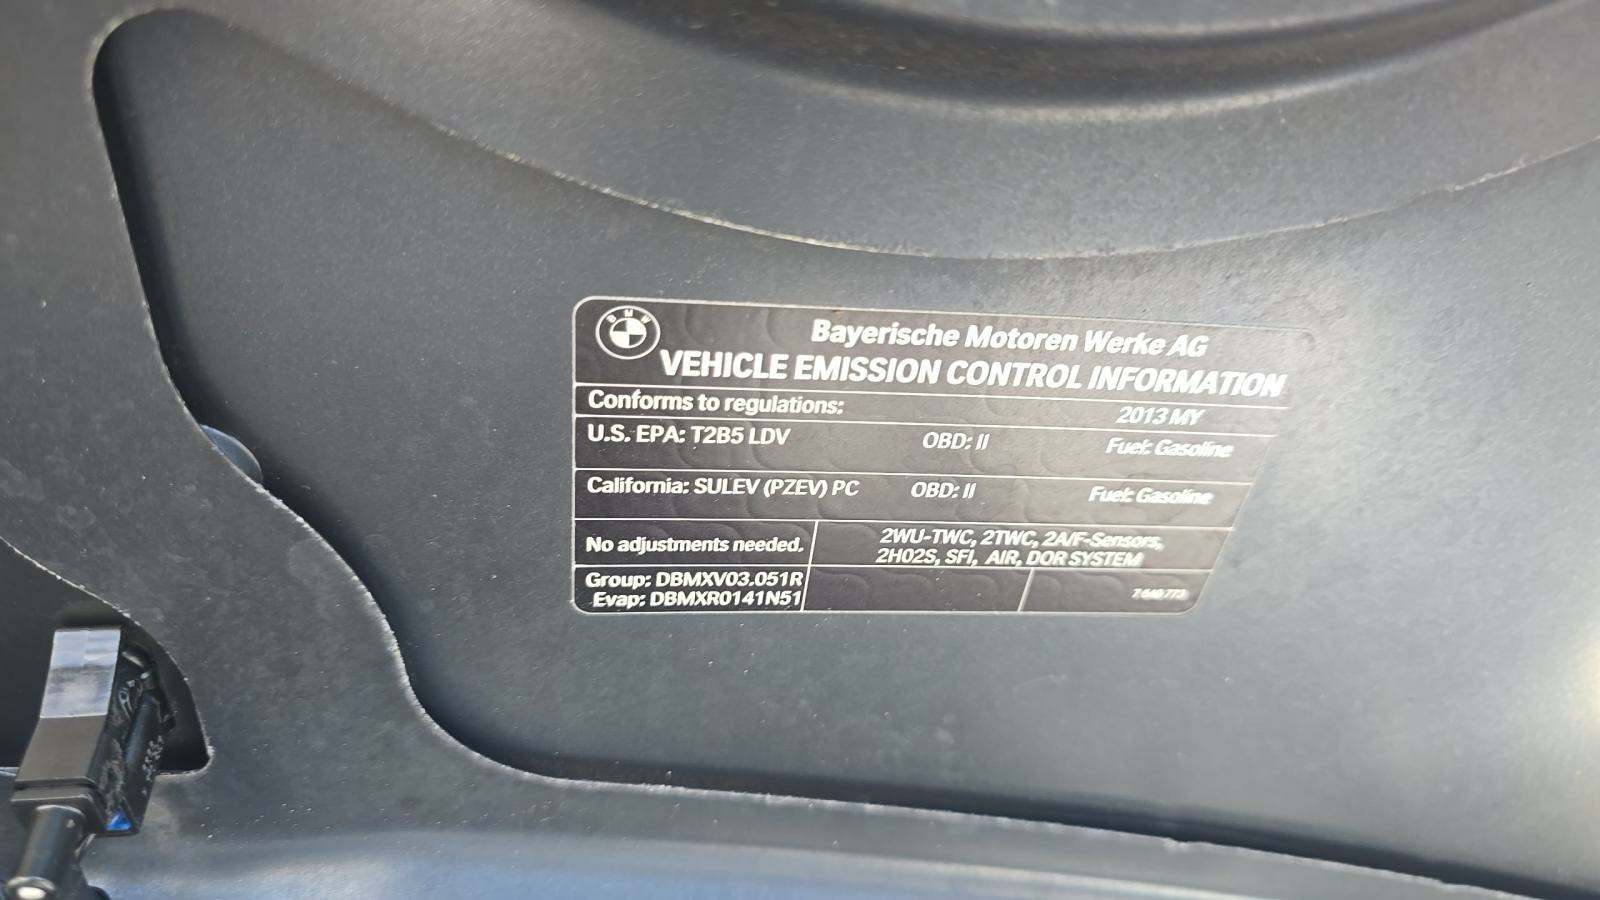 BMW
Bayerische Motoren Werke AG
VEHICLE EMISSION CONTROL INFORMATION
Conforms to regulations: 2013 MY
U.S. EPA: T2B5 LDV OBD: II Fuel: Gasoline
California: SULEV (PZEV) PC OBD: II Fuel: Gasoline
No adjustments needed. 2WU-TWC, 2TWC, 2A/F-Sensors,
2HO2S, SFI, AIR, DOR SYSTEM
Group: DBMXV03.051R
Evap: DBMXR0141N51